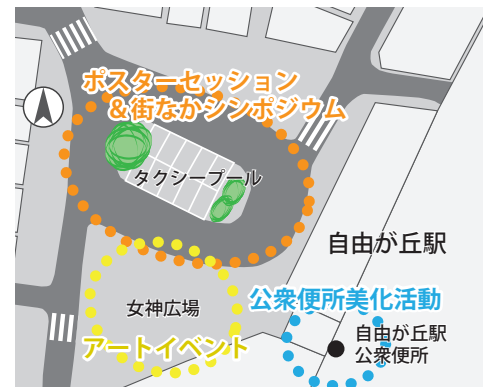 ポスターセッション
＆街なかシンポジウム
タクシープール
自由が丘駅
公衆便所美化活動
女神広場
自由が丘駅
公衆便所
アートイベント